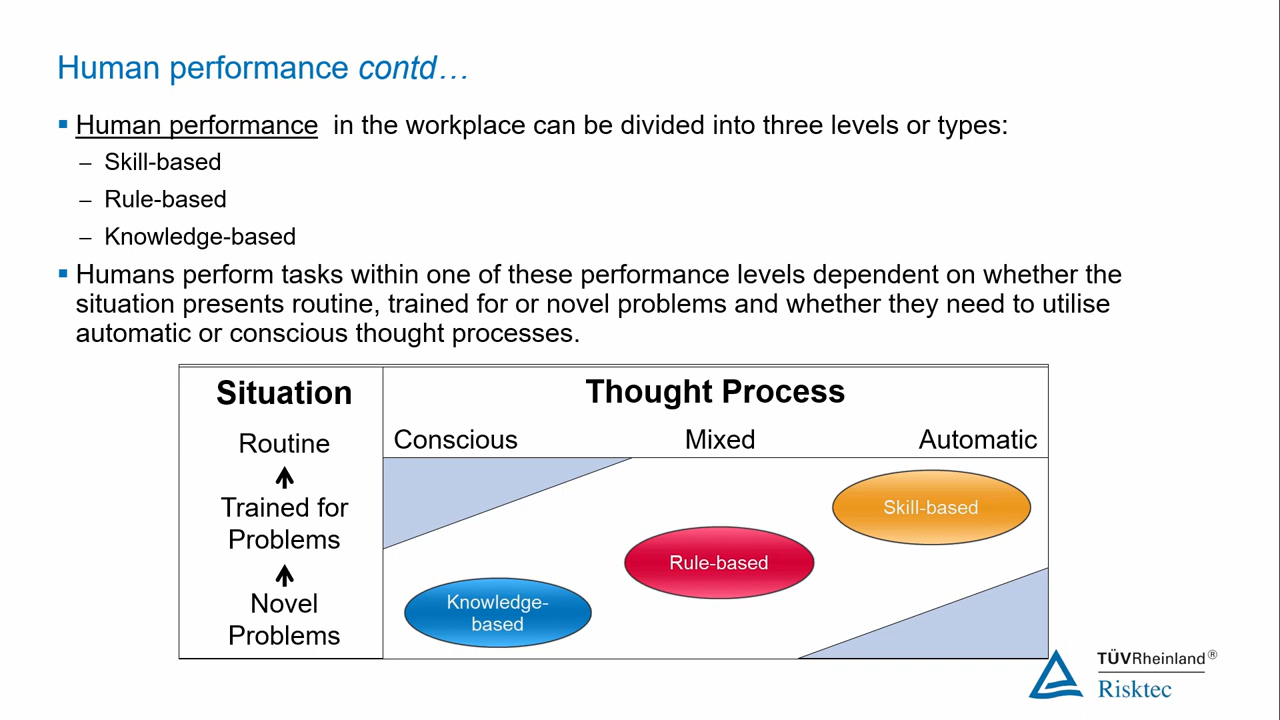 Human performance contd…
▪ Human performance in the workplace can be divided into three levels or types:
– Skill-based
– Rule-based
– Knowledge-based
▪ Humans perform tasks within one of these performance levels dependent on whether the
situation presents routine, trained for or novel problems and whether they need to utilise
automatic or conscious thought processes.
Situation
Thought Process
Routine
Conscious
Mixed
Automatic
Trained for
Problems
Novel
Problems
Skill-based
Rule-based
Knowledge-
based
TÜVRheinland®
Risktec